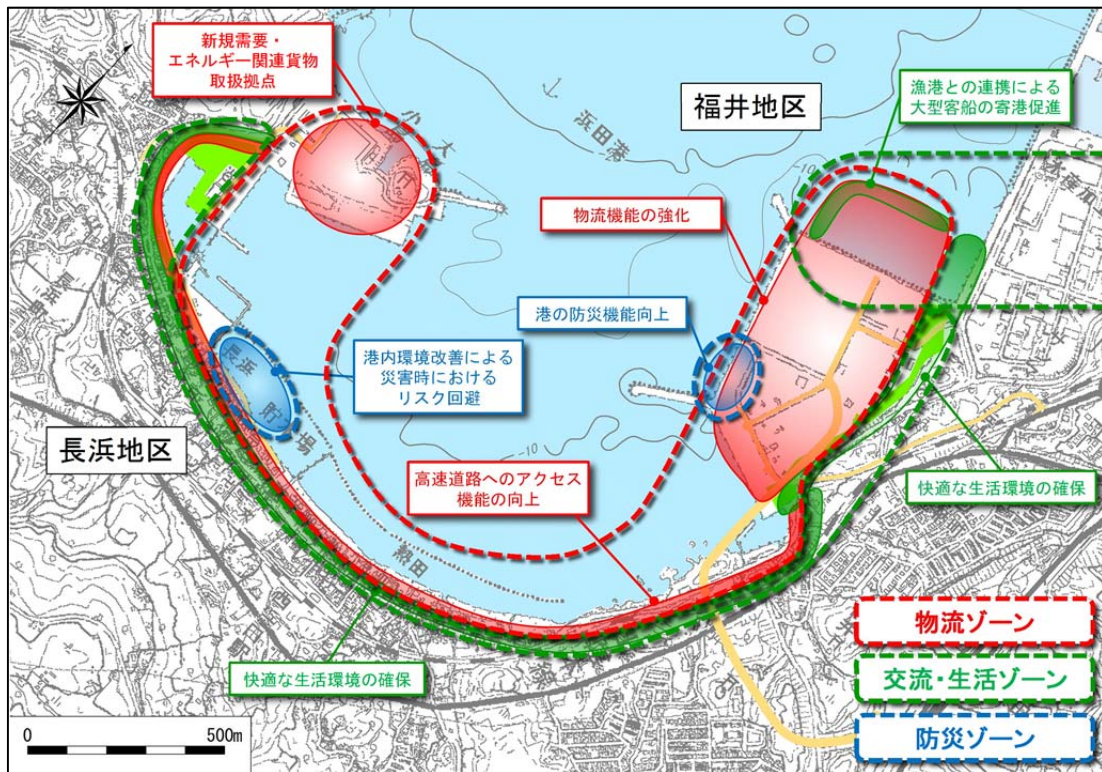 新規需要・
エネルギー関連貨物
取扱拠点
福井地区
漁港との連携による
大型客船の寄港促進
浜田港
物流機能の強化
港の防災機能向上
港内環境改善による
災害時における
リスク回避
長浜
貯
場
長浜地区
高速道路へのアクセス
機能の向上
熱田
快適な生活環境の確保
快適な生活環境の確保
-10
物流ゾーン
交流・生活ゾーン
防災ゾーン
0 500m